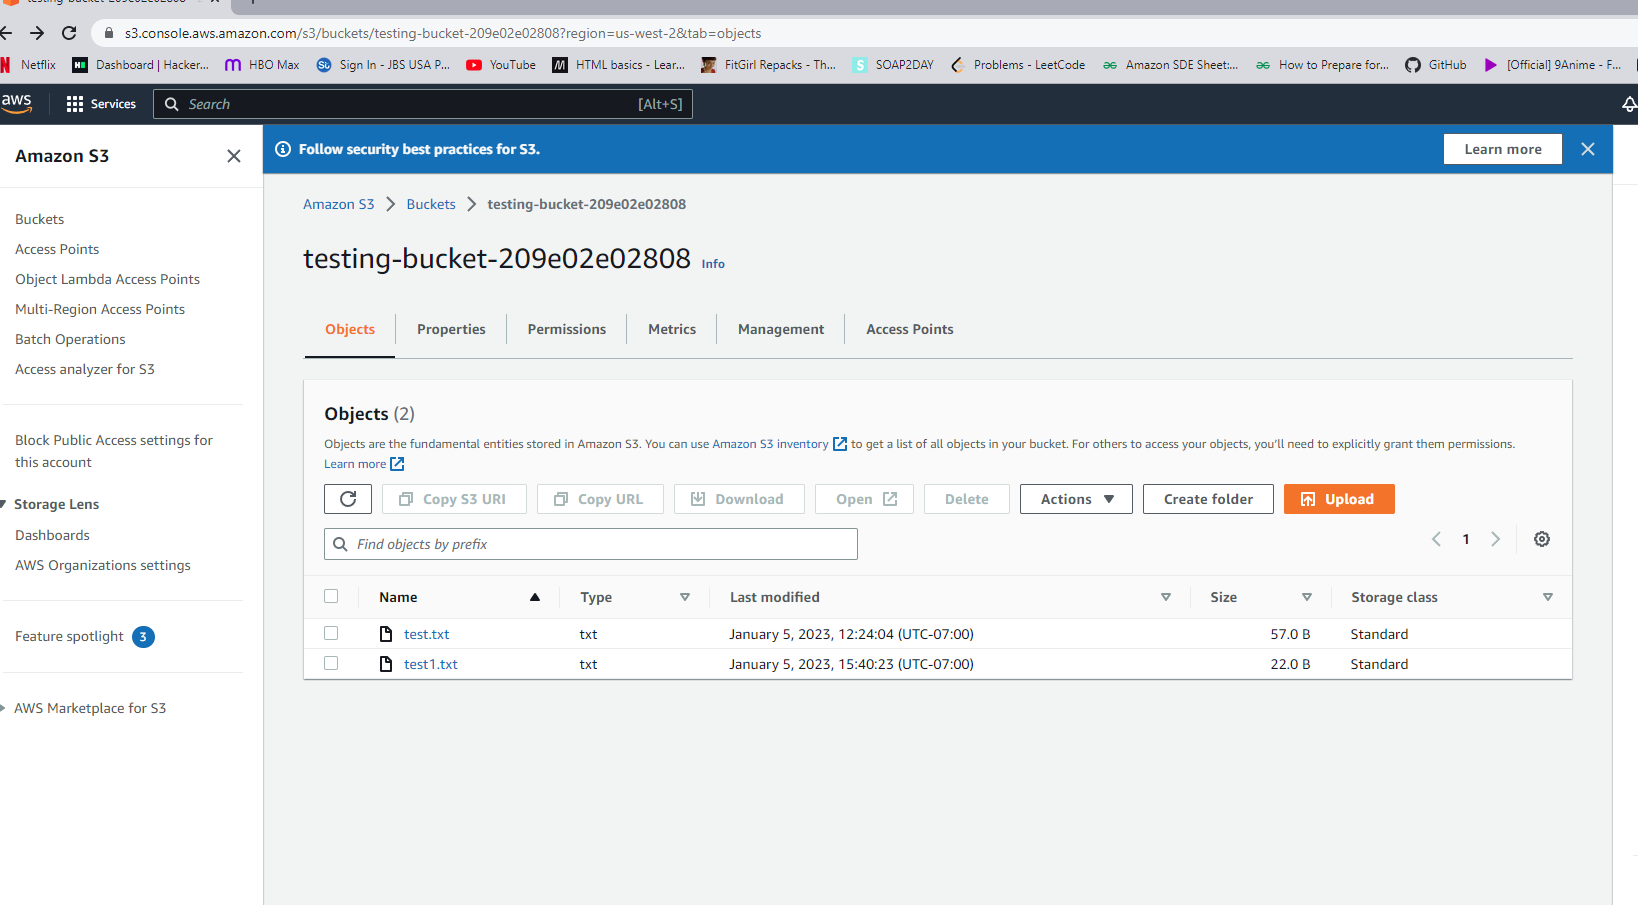 testing-bucket-209e02e02808
s3.console.aws.amazon.com/s3/buckets/testing-bucket-209e02e02808?region=us-west-2&tab=objects
Netflix Dashboard | Hacker... HBO Max Sign In - JBS USA P... YouTube HTML basics - Lear... FitGirl Repacks - Th... SOAP2DAY Problems - LeetCode Amazon SDE Sheet:... How to Prepare for... GitHub [Official] 9Anime - F...
aws Services Search [Alt+S]
Amazon S3
Buckets
Access Points
Object Lambda Access Points
Multi-Region Access Points
Batch Operations
Access analyzer for S3
Block Public Access settings for
this account
Storage Lens
Dashboards
AWS Organizations settings
Feature spotlight 3
AWS Marketplace for S3
Follow security best practices for S3. Learn more
Amazon S3 Buckets testing-bucket-209e02e02808
testing-bucket-209e02e02808 Info
Objects Properties Permissions Metrics Management Access Points
Objects (2)
Objects are the fundamental entities stored in Amazon S3. You can use Amazon S3 inventory to get a list of all objects in your bucket. For others to access your objects, you'll need to explicitly grant them permissions.
Learn more
Copy S3 URI Copy URL Download Open Delete Actions Create folder Upload
Find objects by prefix 1
Name Type Last modified Size Storage class
test.txt txt January 5, 2023, 12:24:04 (UTC-07:00) 57.0 B Standard
test1.txt txt January 5, 2023, 15:40:23 (UTC-07:00) 22.0 B Standard